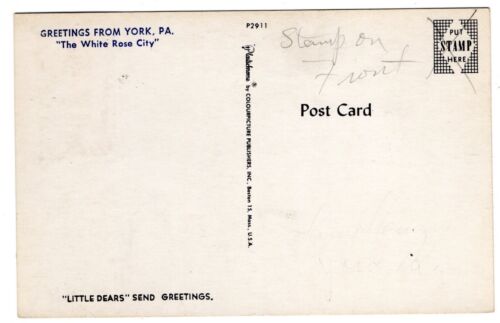 GREETINGS FROM YORK, PA.
"The White Rose City"
P2911
Stamp on
Front
PUT
STAMP
HERE
Plastichrome ® by COLOURPICTURE PUBLISHERS, INC., Boston 15, Mass., U.S.A.
Post Card
"LITTLE DEARS" SEND GREETINGS.